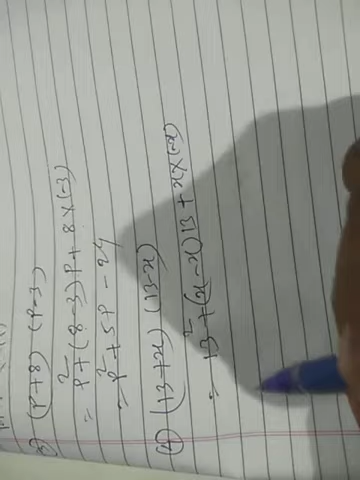 3) (P+8) (P-3)
= P²+(8-3)P+8×(-3)
= P²+5P-24
4) (13+x) (13-x)
= 13²+(x-x)13+x×(-x)